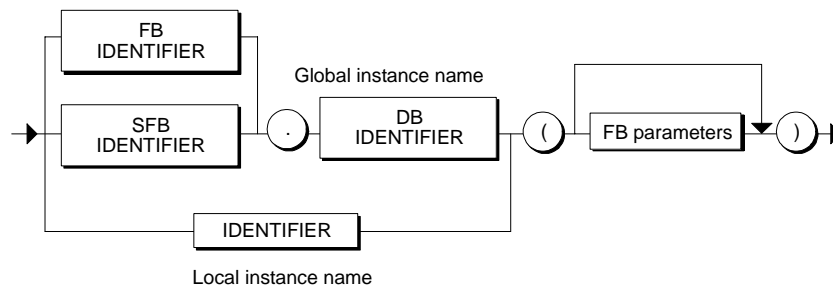 FB
IDENTIFIER
Global instance name
SFB
IDENTIFIER
.
DB
IDENTIFIER
(
FB parameters
)
IDENTIFIER
Local instance name